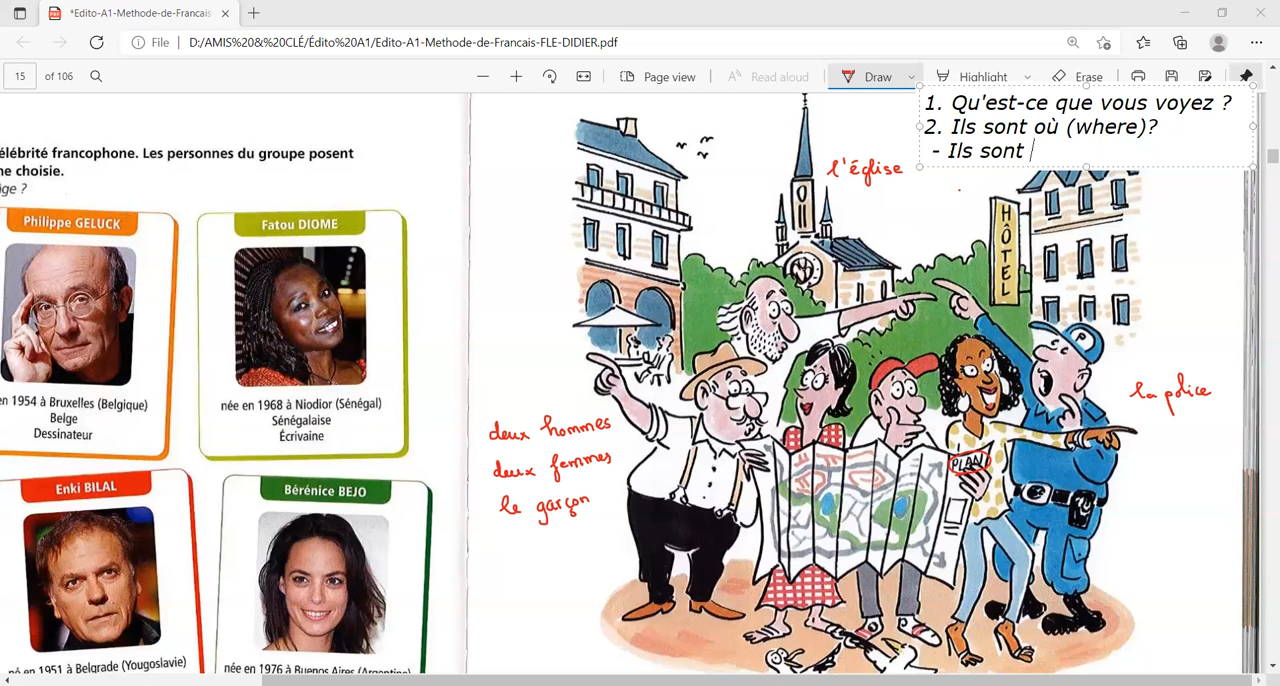 *Edito-A1-Methode-de-Francais
File D:/AMIS%20&%20CLÉ/Édito%20A1/Edito-A1-Methode-de-Francais-FLE-DIDIER.pdf
15 of 106 Page view Read aloud Draw Highlight Erase
1. Qu'est-ce que vous voyez ?
2. Ils sont où (where)?
- Ils sont
élébrité francophone. Les personnes du groupe posent
ne choisie.
âge ?
Philippe GELUCK
en 1954 à Bruxelles (Belgique)
Belge
Dessinateur
Fatou DIOME
née en 1968 à Niodior (Sénégal)
Sénégalaise
Écrivaine
Enki BILAL
né en 1951 à Belgrade (Yougoslavie)
Bérénice BEJO
née en 1976 à Buenos Aires (Argentine)
l'église
HÔTEL
P
la police
deux hommes
deux femmes
le garçon
PLAN